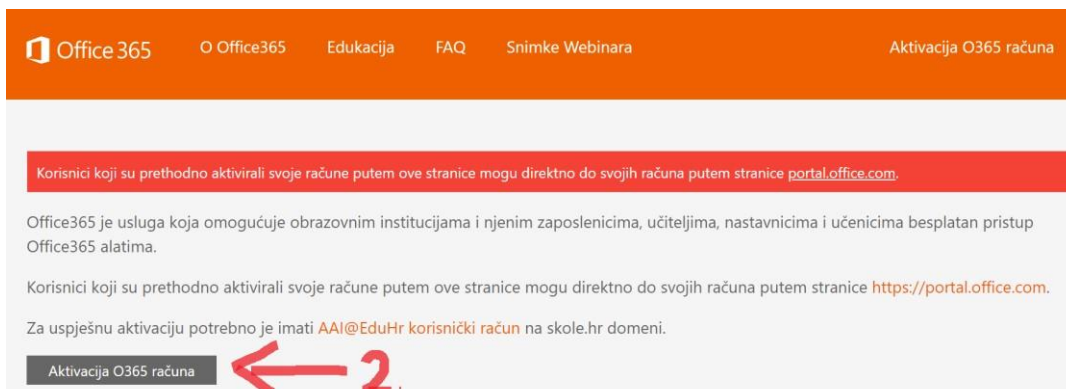 Office 365 O Office365 Edukacija FAQ Snimke Webinara Aktivacija O365 računa
Korisnici koji su prethodno aktivirali svoje račune putem ove stranice mogu direktno do svojih računa putem stranice portal.office.com.
Office365 je usluga koja omogućuje obrazovnim institucijama i njenim zaposlenicima, učiteljima, nastavnicima i učenicima besplatan pristup
Office365 alatima.
Korisnici koji su prethodno aktivirali svoje račune putem ove stranice mogu direktno do svojih računa putem stranice https://portal.office.com.
Za uspješnu aktivaciju potrebno je imati AAI@EduHr korisnički račun na skole.hr domeni.
Aktivacija O365 računa 2